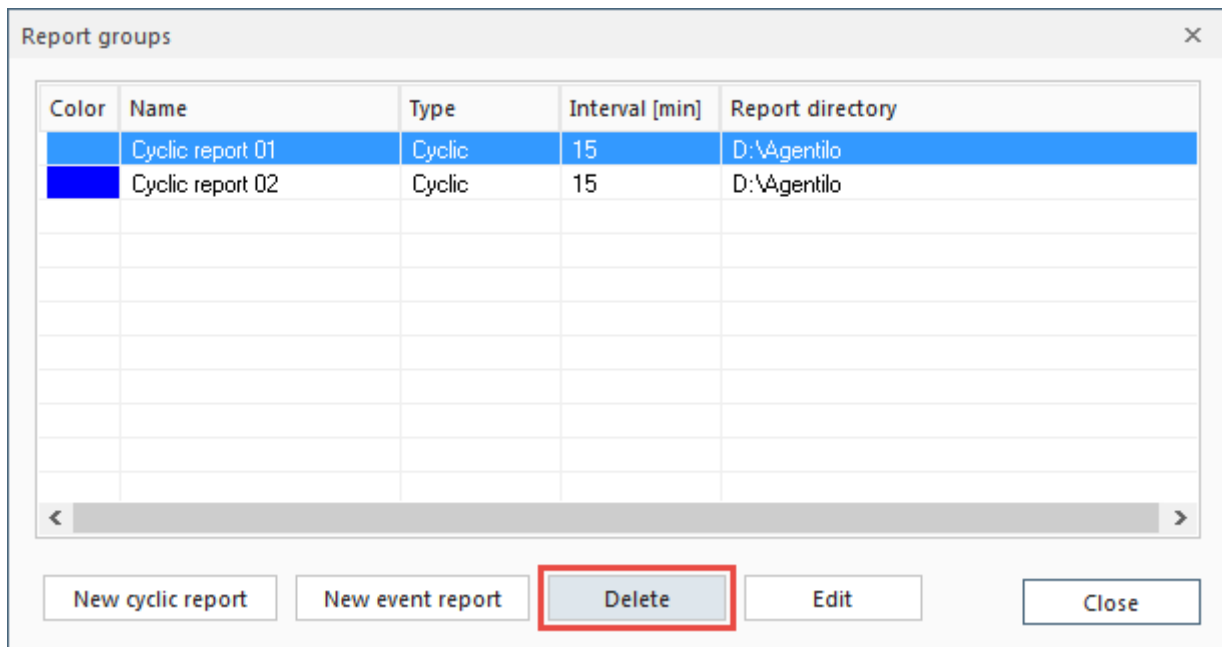 Report groups
Color Name Type Interval [min] Report directory
Cyclic report 01 Cyclic 15 D:\Agentilo
Cyclic report 02 Cyclic 15 D:\Agentilo
New cyclic report New event report Delete Edit Close